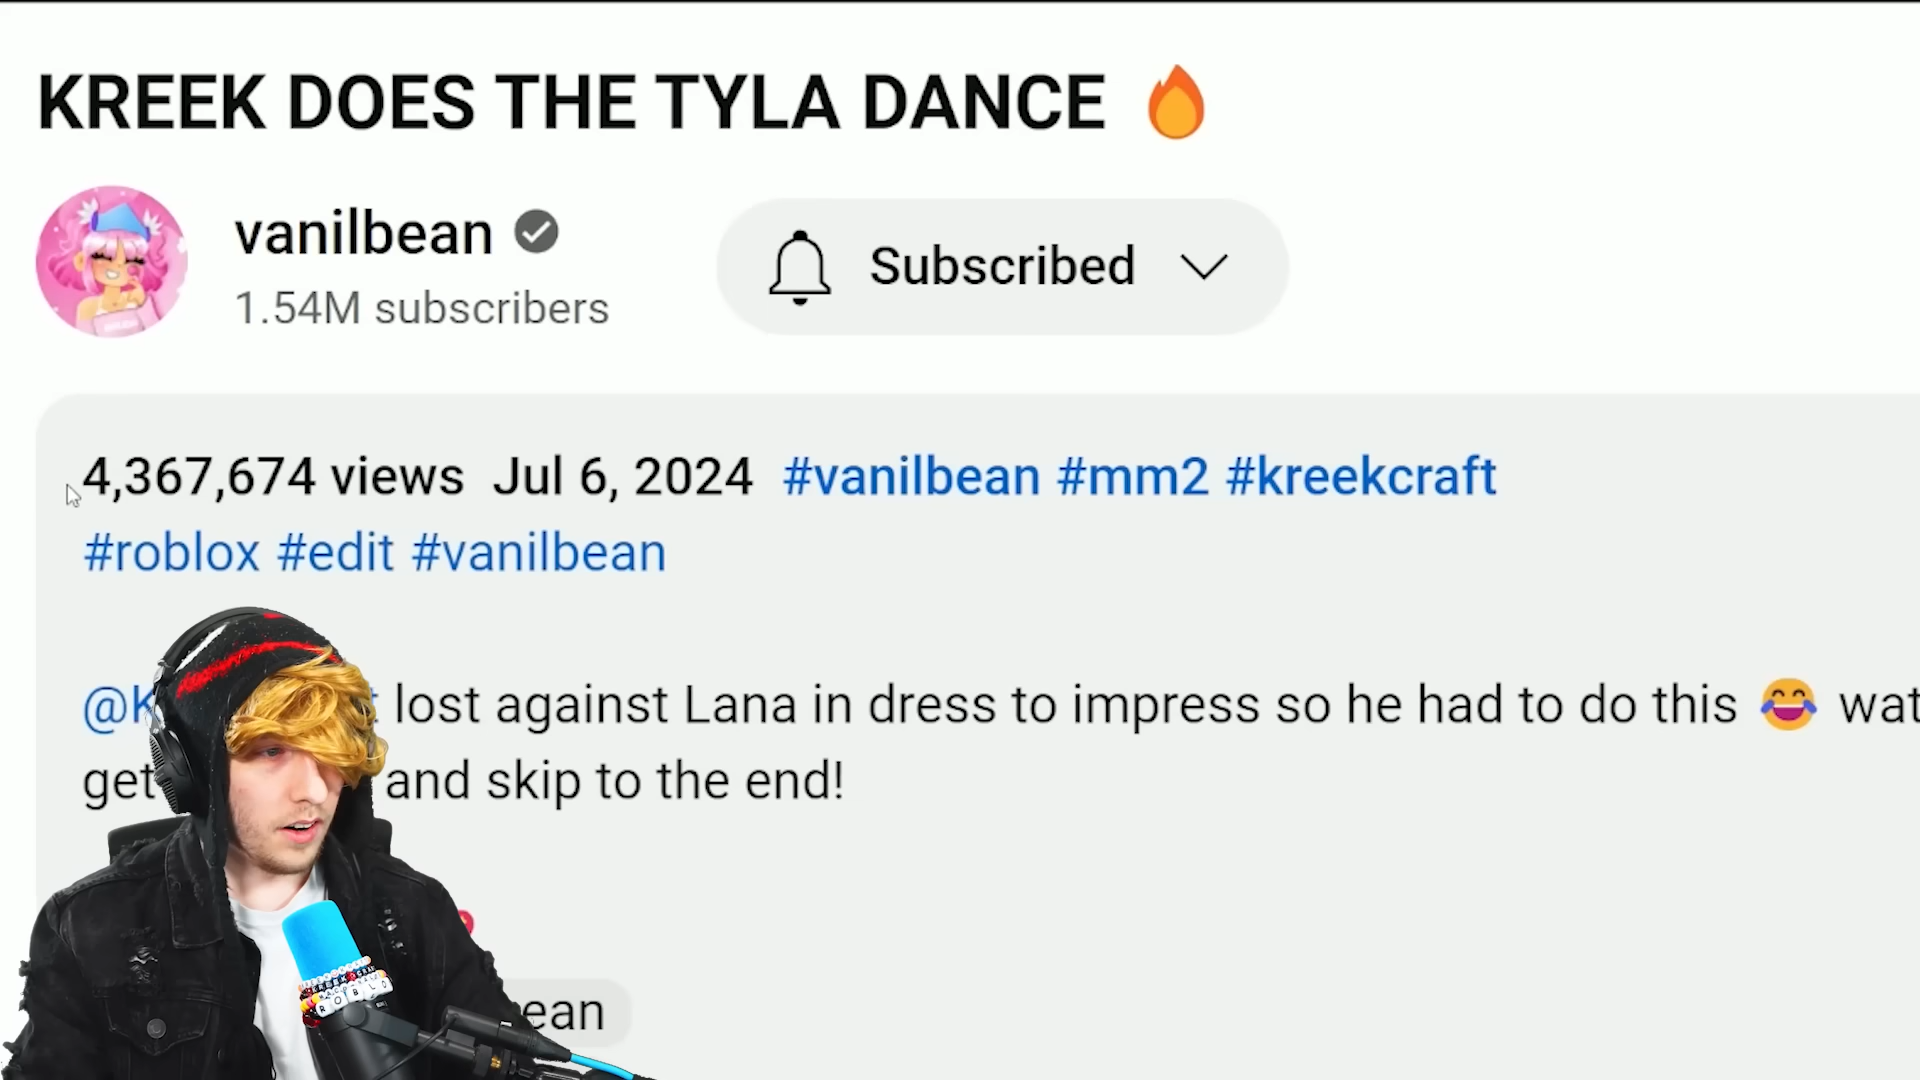 KREEK DOES THE TYLA DANCE 🔥
vanilbean
1.54M subscribers
Subscribed
4,367,674 views Jul 6, 2024 #vanilbean #mm2 #kreekcraft
#roblox #edit #vanilbean
lost against Lana in dress to impress so he had to do this 😂
and skip to the end!